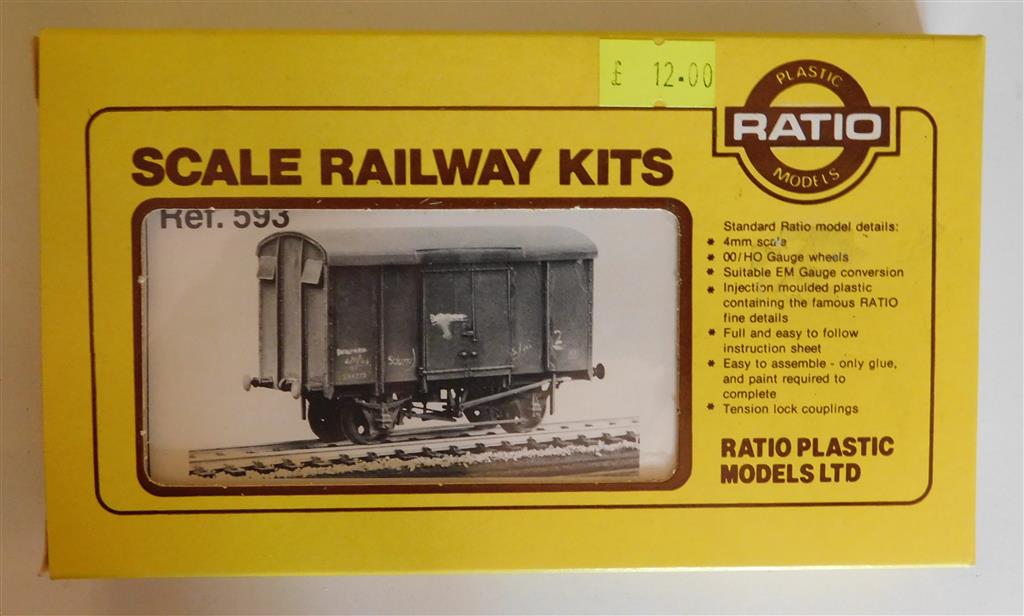 £ 12.00
PLASTIC
RATIO
MODELS
SCALE RAILWAY KITS
Ref. 593
2
Standard Ratio model details:
* 4mm scale
* 00/HO Gauge wheels
* Suitable EM Gauge conversion
* Injection moulded plastic
containing the famous RATIO
fine details
* Full and easy to follow
instruction sheet
* Easy to assemble - only glue,
and paint required to
complete
* Tension lock couplings
RATIO PLASTIC
MODELS LTD